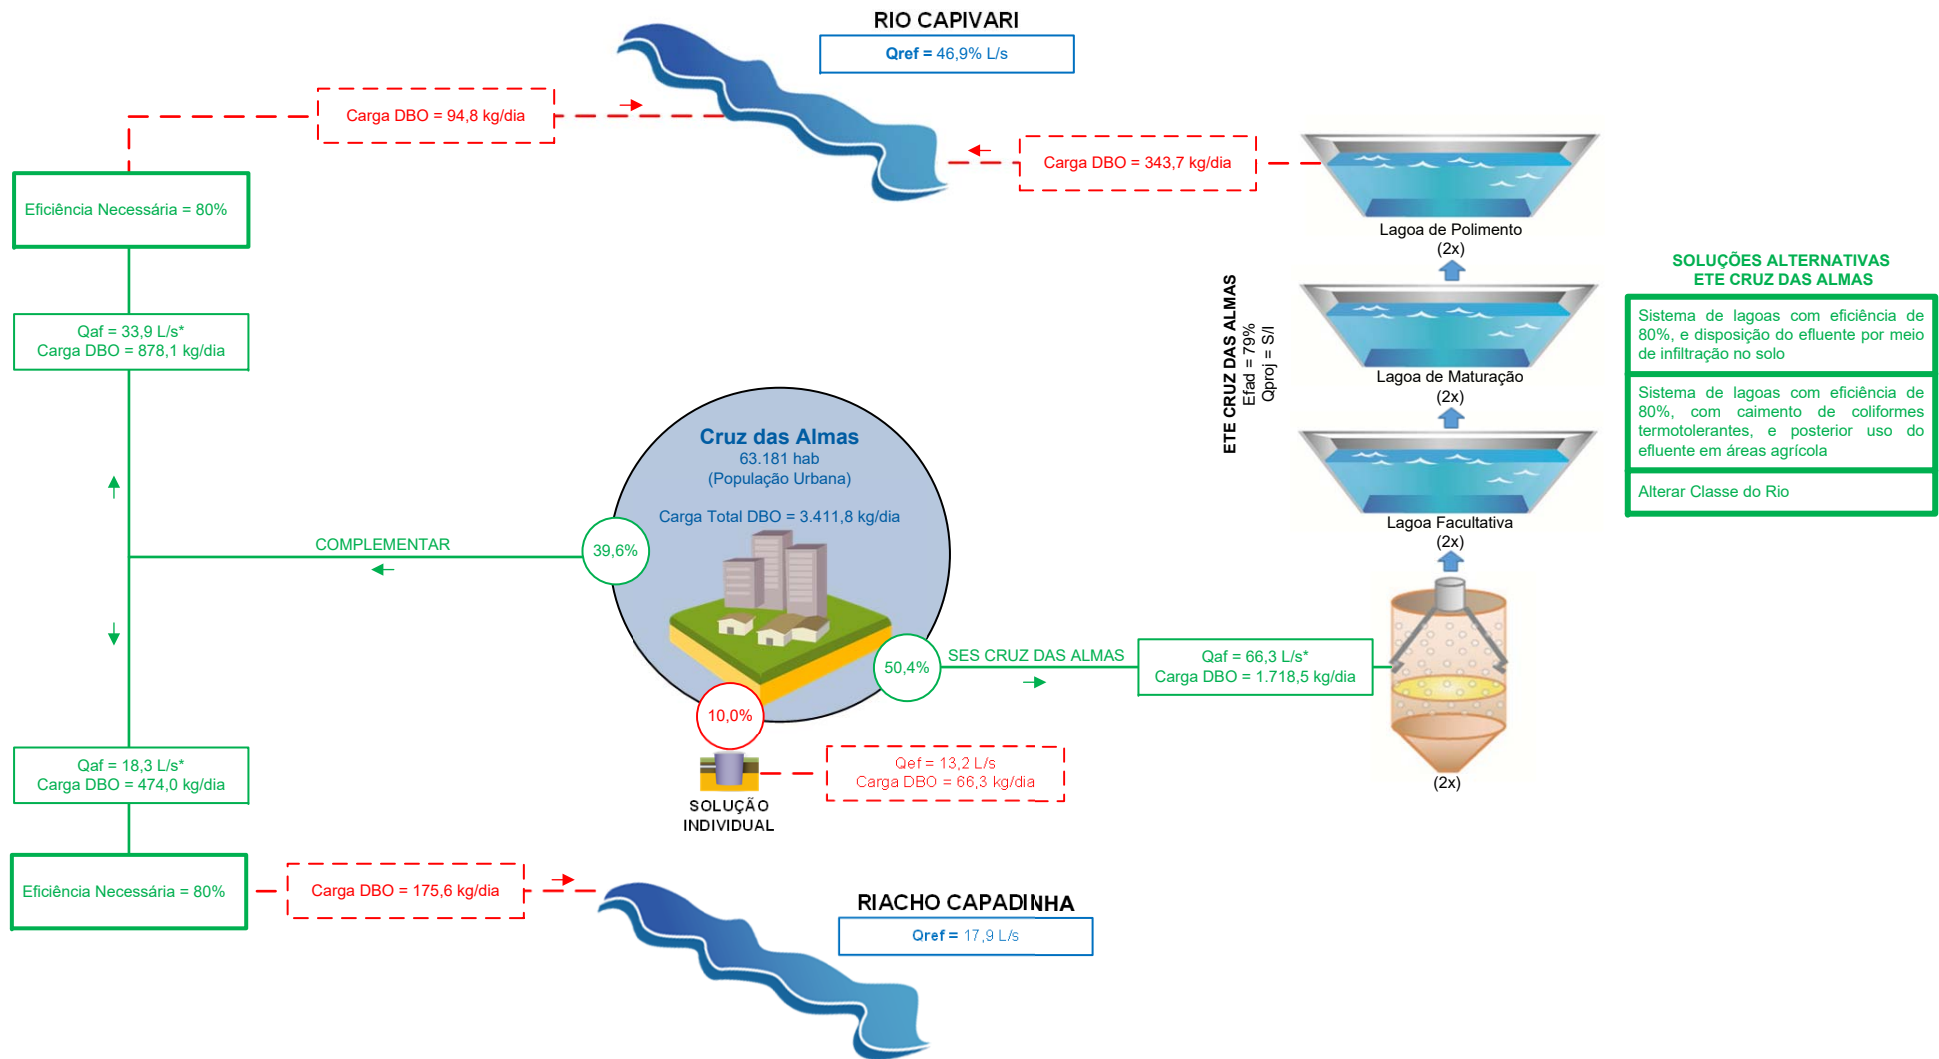 RIO CAPIVARI
Qref = 46,9% L/s
Carga DBO = 94,8 kg/dia
Carga DBO = 343,7 kg/dia
Eficiência Necessária = 80%
Lagoa de Polimento
(2x)
Qaf = 33,9 L/s*
Carga DBO = 878,1 kg/dia
ETE CRUZ DAS ALMAS
Efad = 79%
Qproj = S/I
Lagoa de Maturação
(2x)
SOLUÇÕES ALTERNATIVAS
ETE CRUZ DAS ALMAS
Sistema de lagoas com eficiência de
80%, e disposição do efluente por meio
de infiltração no solo
Sistema de lagoas com eficiência de
80%, com caimento de coliformes
termotolerantes, e posterior uso do
efluente em áreas agrícola
Alterar Classe do Rio
Lagoa Facultativa
(2x)
Cruz das Almas
63.181 hab
(População Urbana)
Carga Total DBO = 3.411,8 kg/dia
39,6%
COMPLEMENTAR
50,4%
SES CRUZ DAS ALMAS
Qaf = 66,3 L/s*
Carga DBO = 1.718,5 kg/dia
(2x)
10,0%
SOLUÇÃO
INDIVIDUAL
Qef = 13,2 L/s
Carga DBO = 66,3 kg/dia
Qaf = 18,3 L/s*
Carga DBO = 474,0 kg/dia
Eficiência Necessária = 80%
Carga DBO = 175,6 kg/dia
RIACHO CAPADINHA
Qref = 17,9 L/s